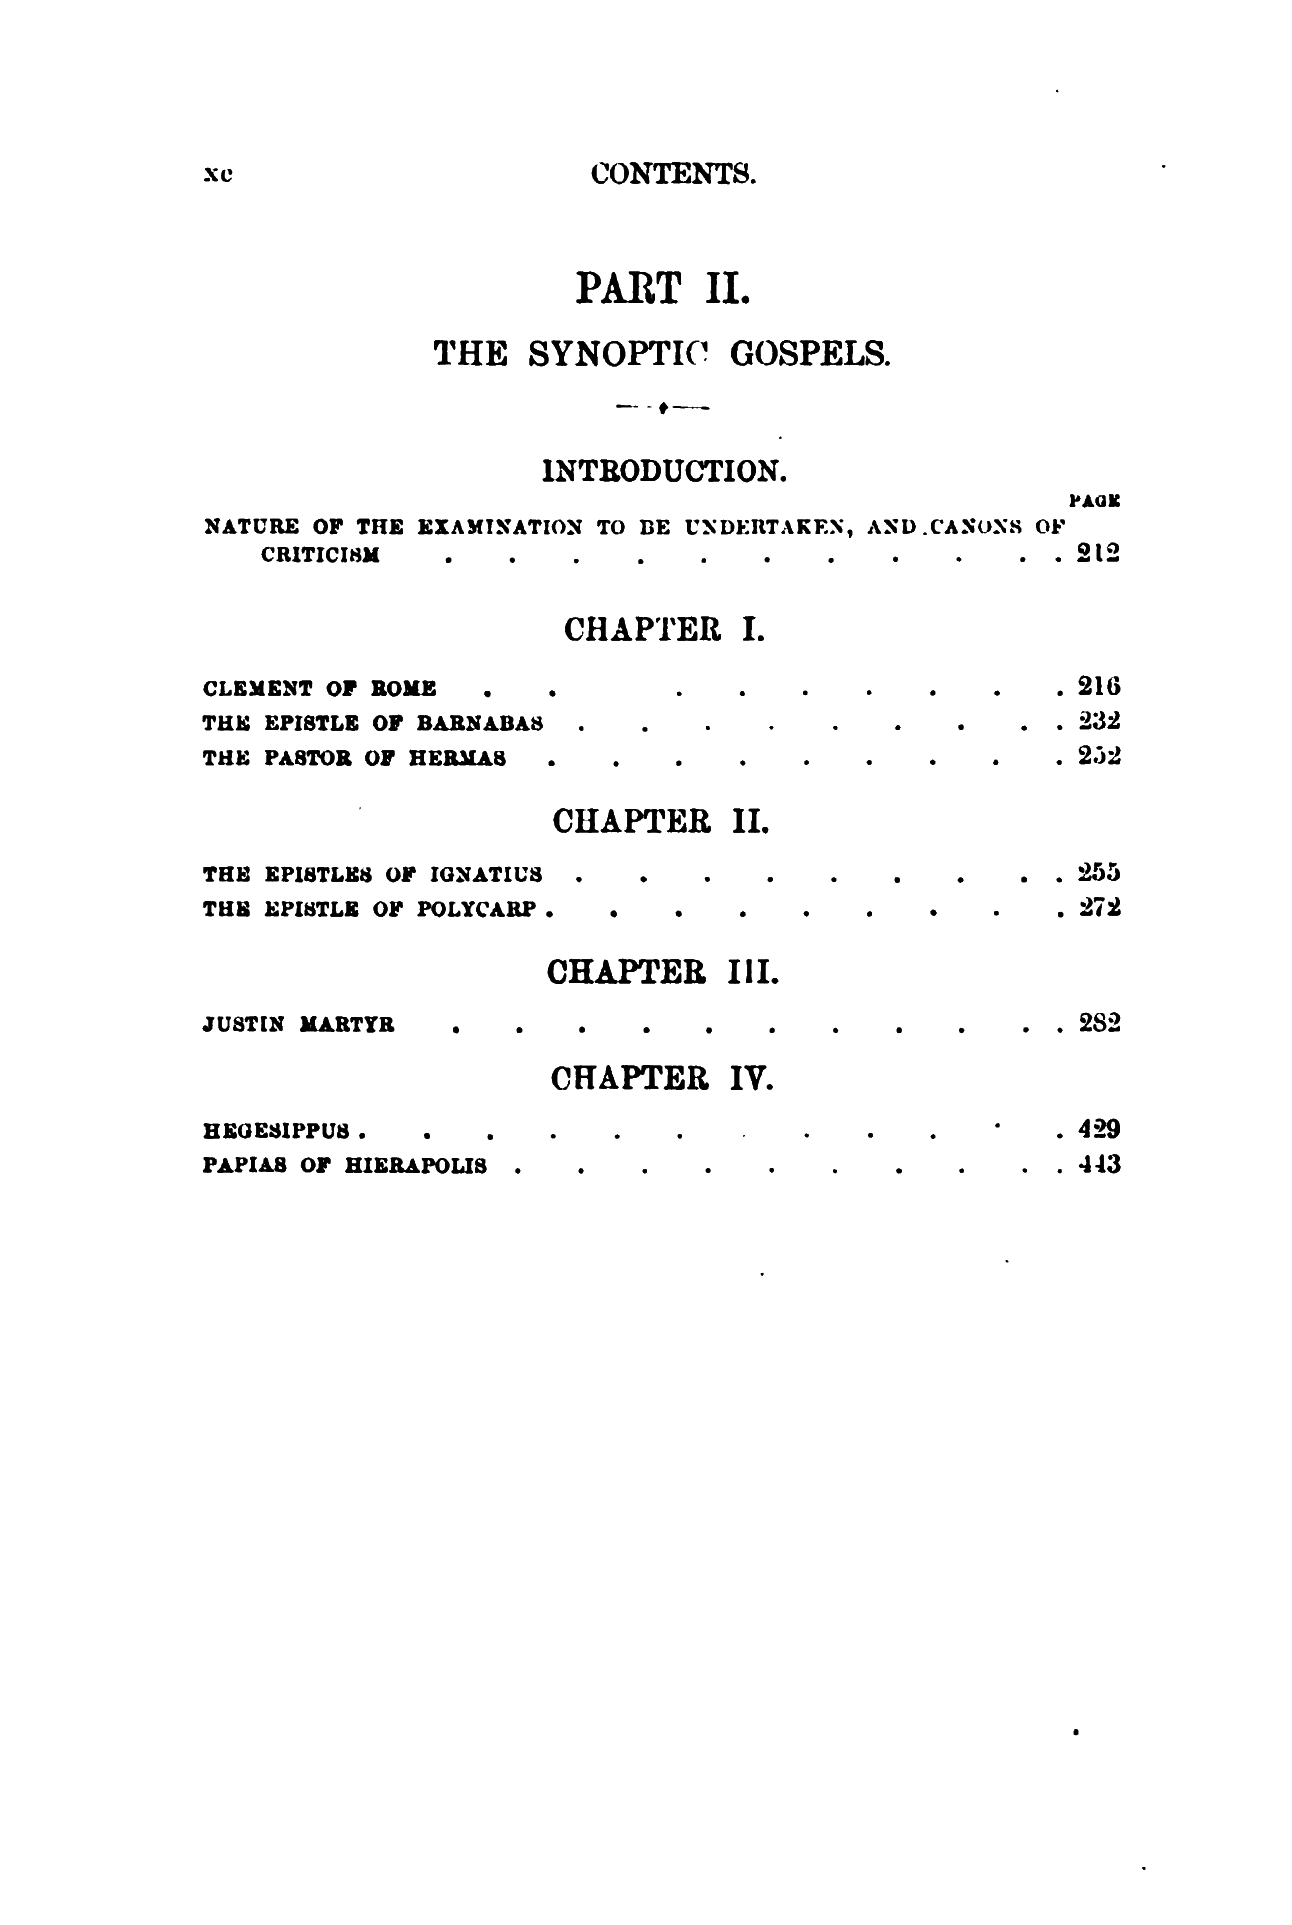 xc CONTENTS.
PART II.
THE SYNOPTIC GOSPELS.
INTRODUCTION.
PAGE
NATURE OF THE EXAMINATION TO BE UNDERTAKEN, AND CANONS OF
CRITICISM . . . . . . . . . . . 212
CHAPTER I.
CLEMENT OF ROME . . . . . . . . . 216
THE EPISTLE OF BARNABAS . . . . . . . . . 232
THE PASTOR OF HERMAS . . . . . . . . . 252
CHAPTER II.
THE EPISTLES OF IGNATIUS . . . . . . . . . 255
THE EPISTLE OF POLYCARP . . . . . . . . . 272
CHAPTER III.
JUSTIN MARTYR . . . . . . . . . . . 282
CHAPTER IV.
HEGESIPPUS . . . . . . . . . . . . 429
PAPIAS OF HIERAPOLIS . . . . . . . . . . 443